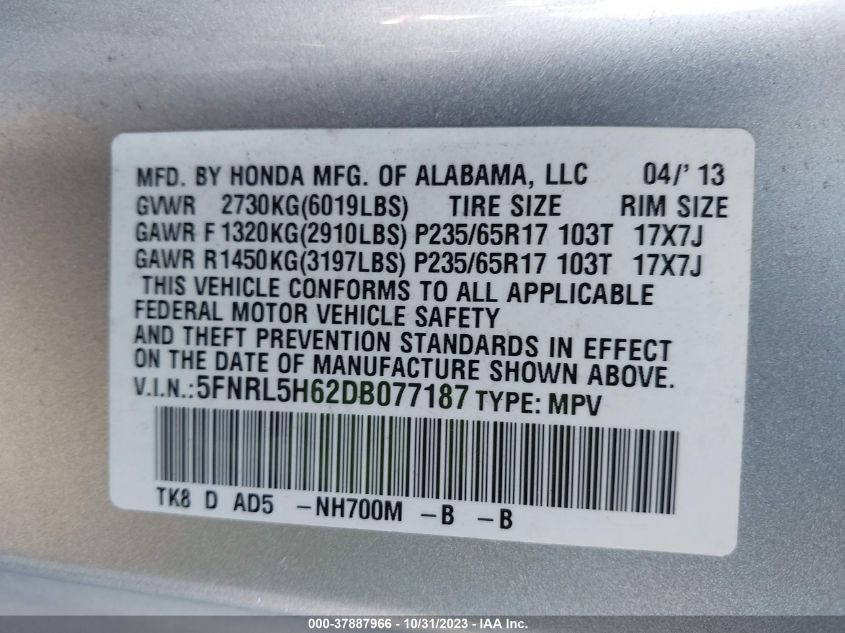 MFD. BY HONDA MFG. OF ALABAMA, LLC 04/' 13
GVWR 2730KG(6019LBS) TIRE SIZE RIM SIZE
GAWR F 1320KG(2910LBS) P235/65R17 103T 17X7J
GAWR R1450KG(3197LBS) P235/65R17 103T 17X7J
THIS VEHICLE CONFORMS TO ALL APPLICABLE
FEDERAL MOTOR VEHICLE SAFETY
AND THEFT PREVENTION STANDARDS IN EFFECT
ON THE DATE OF MANUFACTURE SHOWN ABOVE.
V.I.N.:5FNRL5H62DB077187 TYPE: MPV
TK8 D AD5 -NH700M -B -B
000-37887966 - 10/31/2023 - IAA Inc.